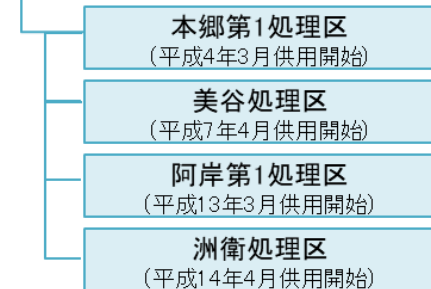 本郷第1処理区
(平成4年3月供用開始)
美谷処理区
(平成7年4月供用開始)
阿岸第1処理区
(平成13年3月供用開始)
洲衛処理区
(平成14年4月供用開始)